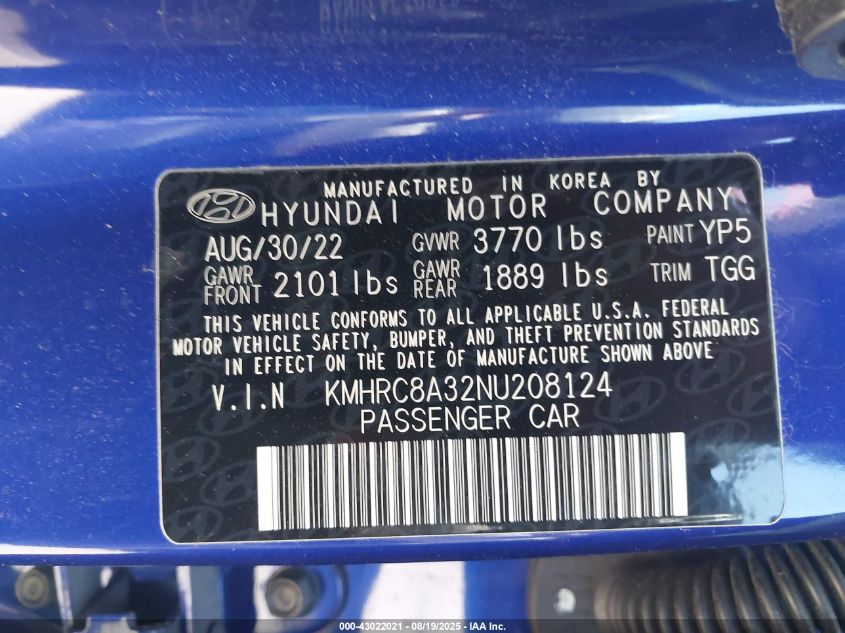 MANUFACTURED IN KOREA BY
HYUNDAI MOTOR COMPANY
AUG/30/22 GVWR 3770 lbs PAINT YP5
GAWR FRONT 2101 lbs GAWR REAR 1889 lbs TRIM TGG
THIS VEHICLE CONFORMS TO ALL APPLICABLE U.S.A. FEDERAL
MOTOR VEHICLE SAFETY, BUMPER, AND THEFT PREVENTION STANDARDS
IN EFFECT ON THE DATE OF MANUFACTURE SHOWN ABOVE
V.I.N KMHRC8A32NU208124
PASSENGER CAR
000-43022021 - 08/19/2025 - IAA Inc.